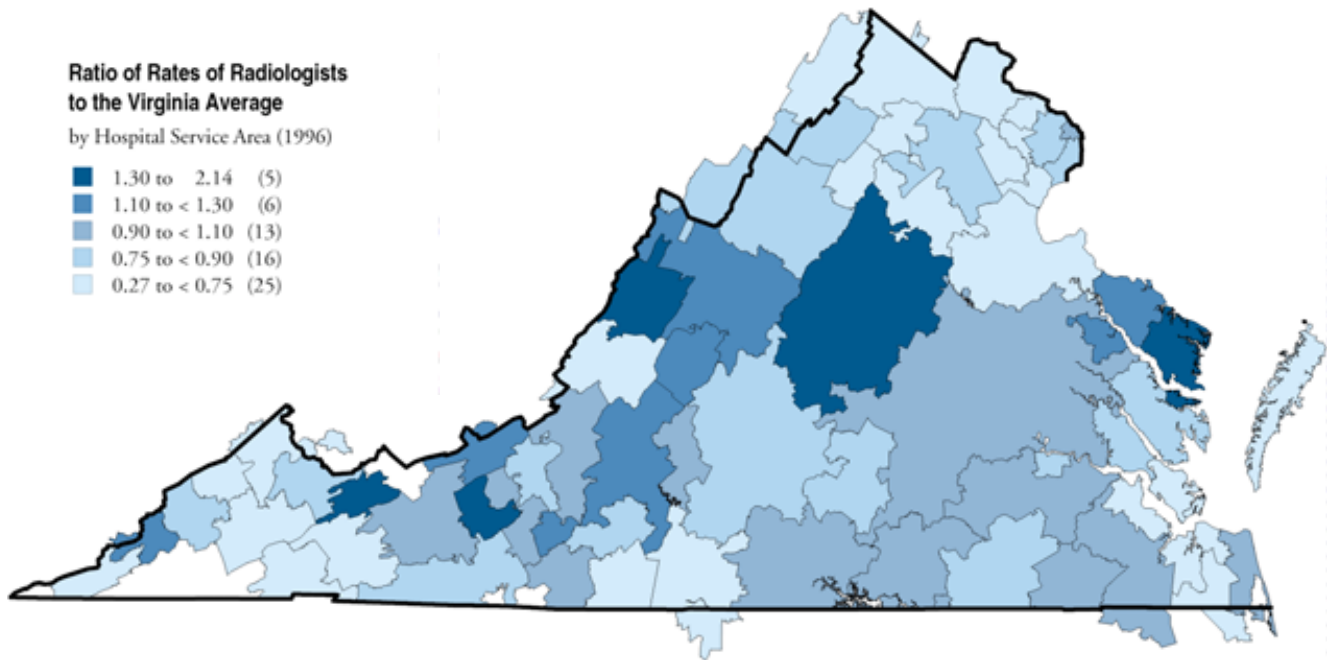 Ratio of Rates of Radiologists
to the Virginia Average
by Hospital Service Area (1996)
1.30 to 2.14 (5)
1.10 to < 1.30 (6)
0.90 to < 1.10 (13)
0.75 to < 0.90 (16)
0.27 to < 0.75 (25)